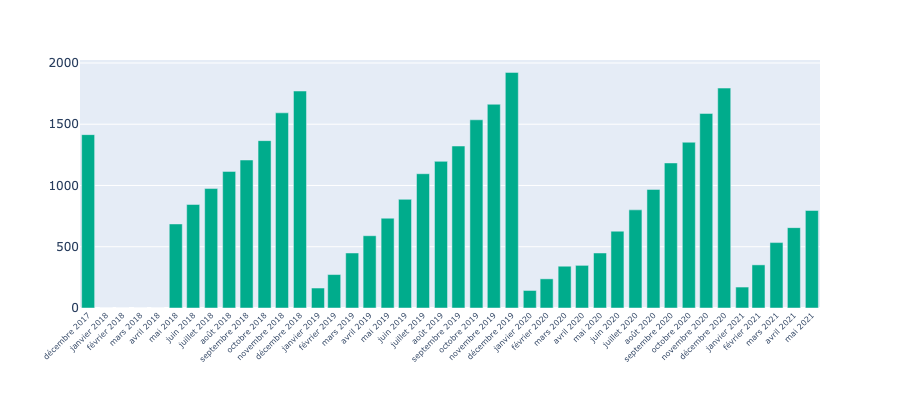 2000
1500
1000
500
0
décembre 2017
janvier 2018
février 2018
mars 2018
avril 2018
mai 2018
juin 2018
juillet 2018
août 2018
septembre 2018
octobre 2018
novembre 2018
décembre 2018
janvier 2019
février 2019
mars 2019
avril 2019
mai 2019
juin 2019
juillet 2019
août 2019
septembre 2019
octobre 2019
novembre 2019
décembre 2019
janvier 2020
février 2020
mars 2020
avril 2020
mai 2020
juin 2020
juillet 2020
août 2020
septembre 2020
octobre 2020
novembre 2020
décembre 2020
janvier 2021
février 2021
mars 2021
avril 2021
mai 2021